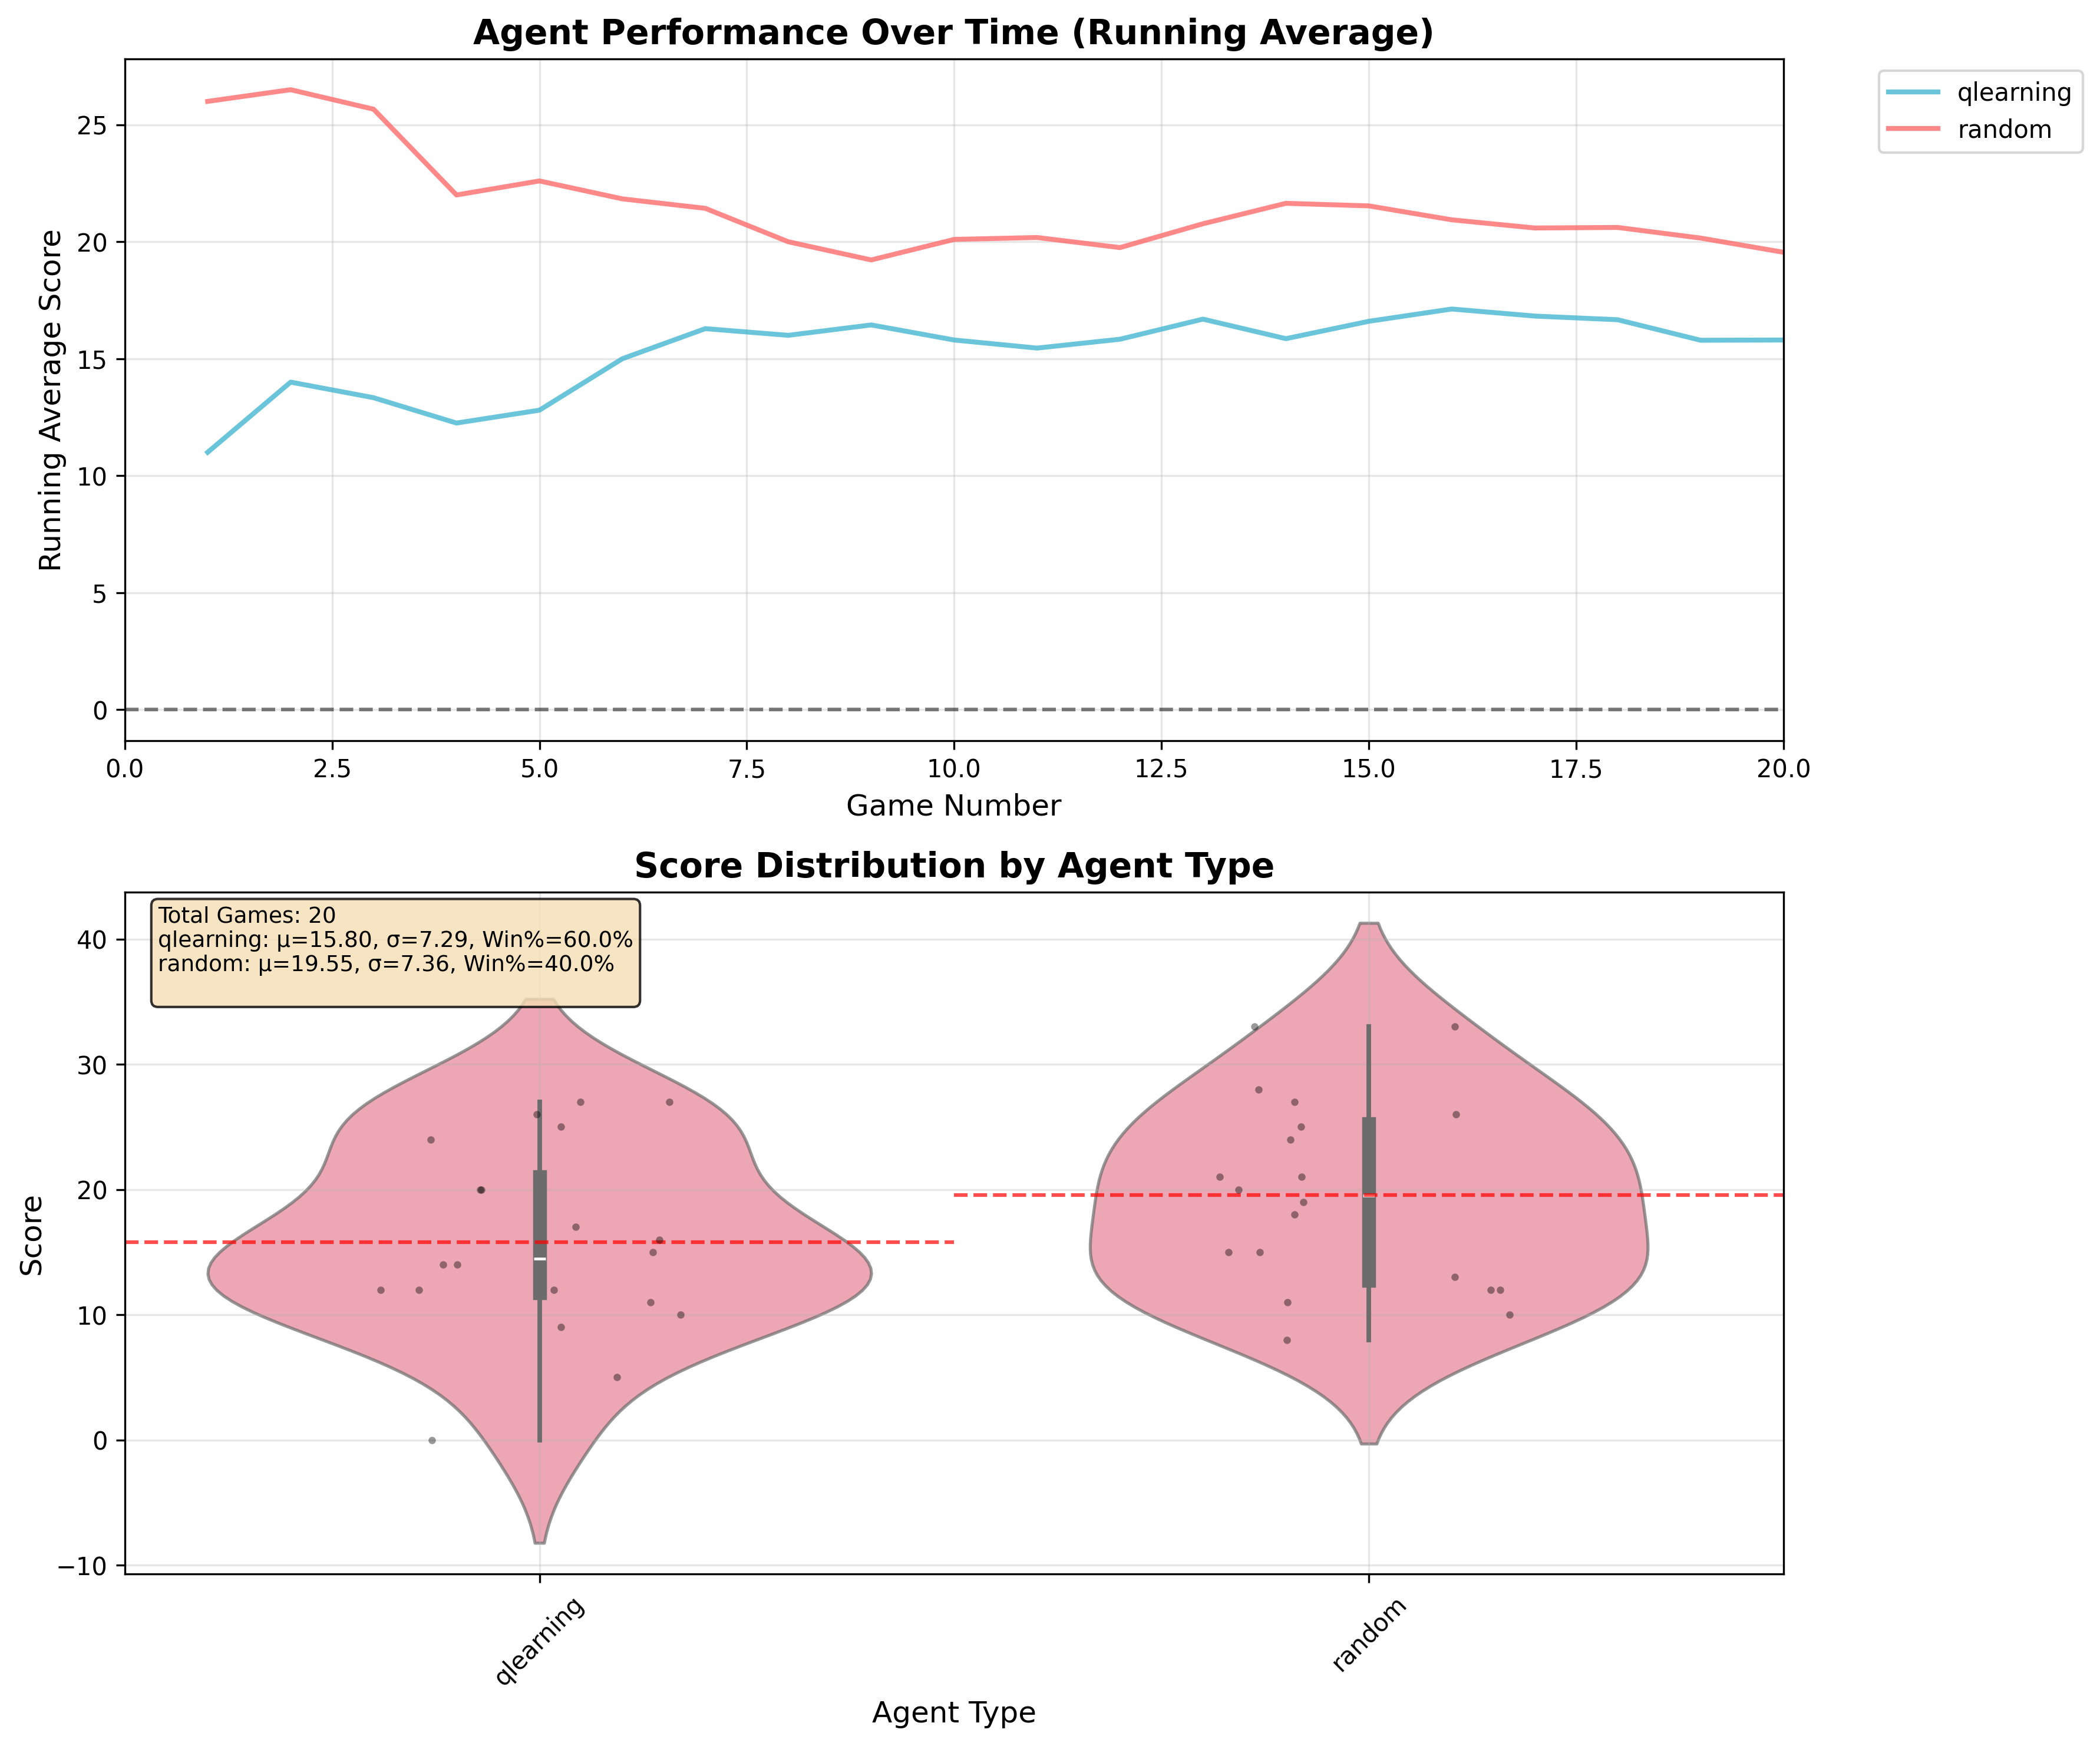 Agent Performance Over Time (Running Average)
qlearning
random
Running Average Score
25
20
15
10
5
0
0.0 2.5 5.0 7.5 10.0 12.5 15.0 17.5 20.0
Game Number
Score Distribution by Agent Type
Total Games: 20
qlearning: μ=15.80, σ=7.29, Win%=60.0%
random: μ=19.55, σ=7.36, Win%=40.0%
Score
40
30
20
10
0
−10
qlearning random
Agent Type